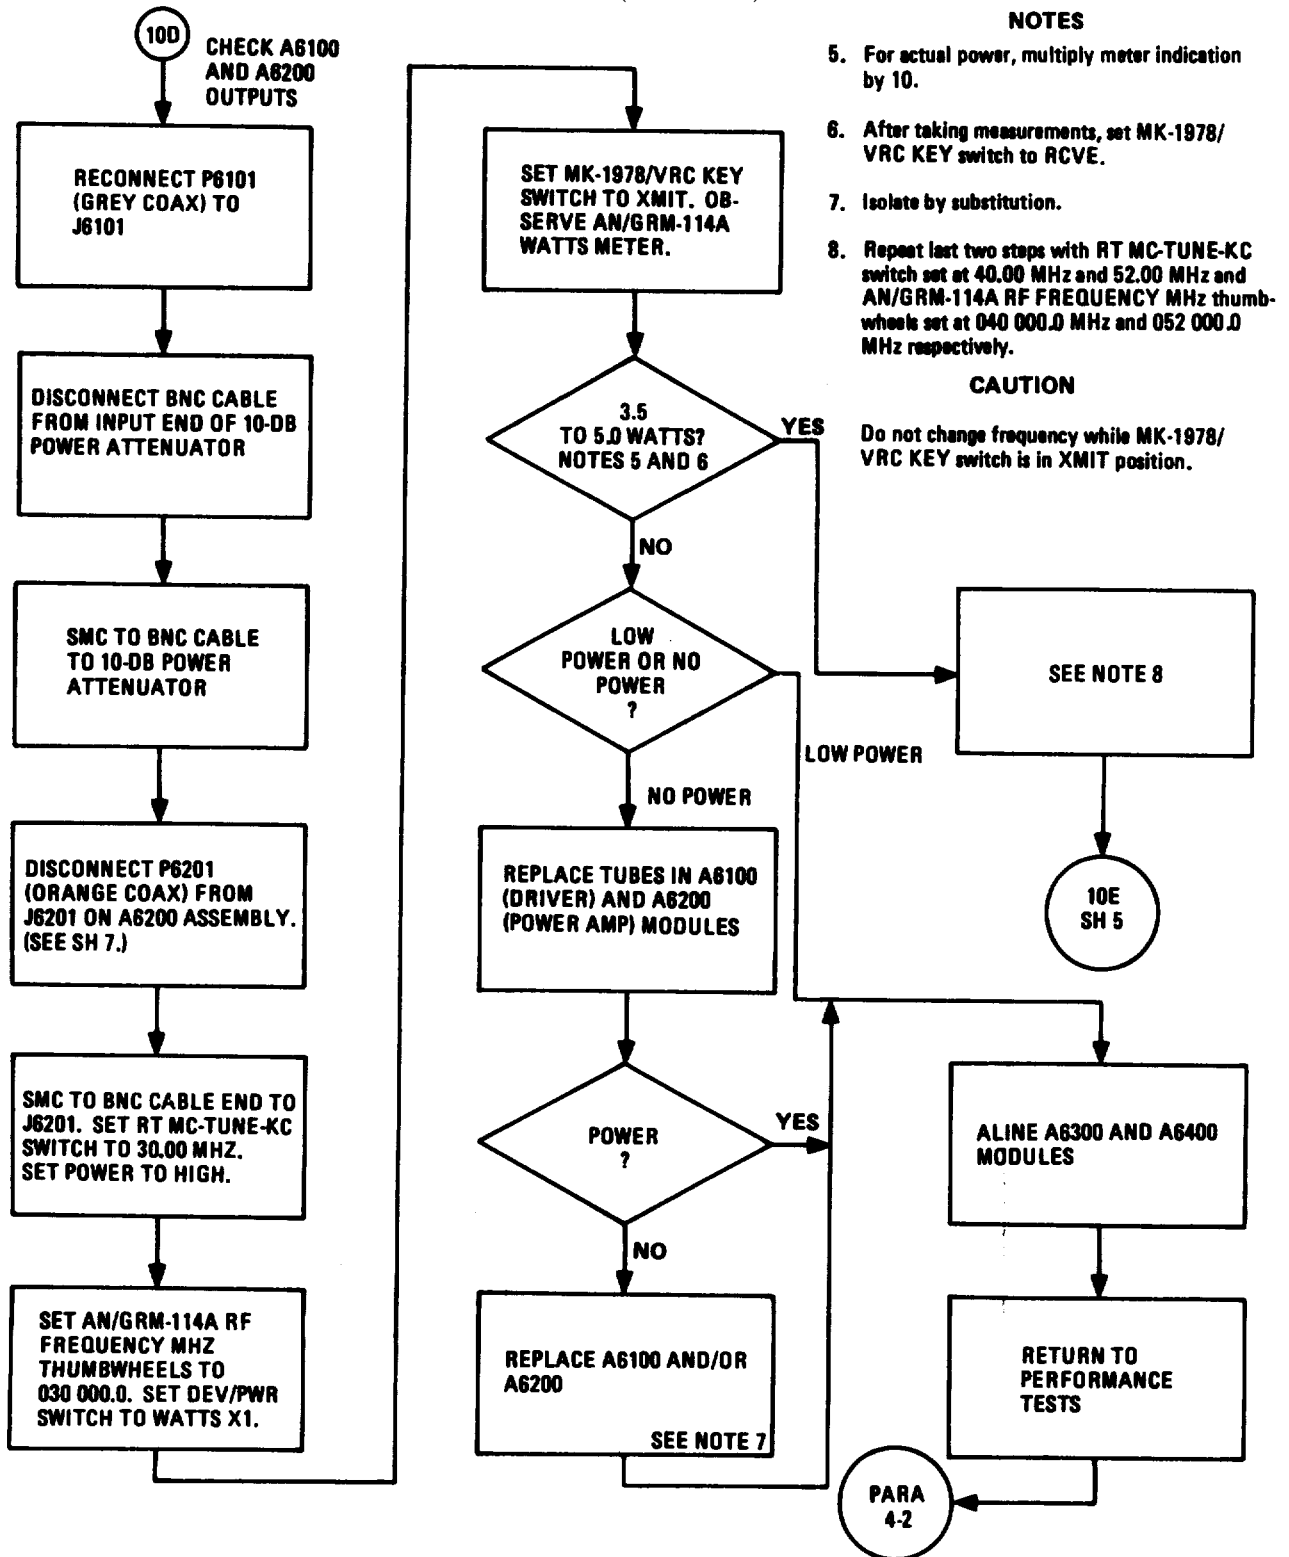 10D
CHECK A6100
AND A6200
OUTPUTS
RECONNECT P6101
(GREY COAX) TO
J6101
DISCONNECT BNC CABLE
FROM INPUT END OF 10-DB
POWER ATTENUATOR
SMC TO BNC CABLE
TO 10-DB POWER
ATTENUATOR
DISCONNECT P6201
(ORANGE COAX) FROM
J6201 ON A6200 ASSEMBLY.
(SEE SH 7.)
SMC TO BNC CABLE END TO
J6201. SET RT MC-TUNE-KC
SWITCH TO 30.00 MHZ.
SET POWER TO HIGH.
SET AN/GRM-114A RF
FREQUENCY MHZ
THUMBWHEELS TO
030 000.0. SET DEV/PWR
SWITCH TO WATTS X1.
SET MK-1978/VRC KEY
SWITCH TO XMIT. OB-
SERVE AN/GRM-114A
WATTS METER.
3.5
TO 5.0 WATTS?
NOTES 5 AND 6
YES
NO
LOW
POWER OR NO
POWER
?
LOW POWER
NO POWER
REPLACE TUBES IN A6100
(DRIVER) AND A6200
(POWER AMP) MODULES
POWER
?
YES
NO
REPLACE A6100 AND/OR
A6200
SEE NOTE 7
NOTES
5. For actual power, multiply meter indication
by 10.
6. After taking measurements, set MK-1978/
VRC KEY switch to RCVE.
7. Isolate by substitution.
8. Repeat last two steps with RT MC-TUNE-KC
switch set at 40.00 MHz and 52.00 MHz and
AN/GRM-114A RF FREQUENCY MHz thumb-
wheels set at 040 000.0 MHz and 052 000.0
MHz respectively.
CAUTION
Do not change frequency while MK-1978/
VRC KEY switch is in XMIT position.
SEE NOTE 8
10E
SH 5
ALINE A6300 AND A6400
MODULES
RETURN TO
PERFORMANCE
TESTS
PARA
4-2